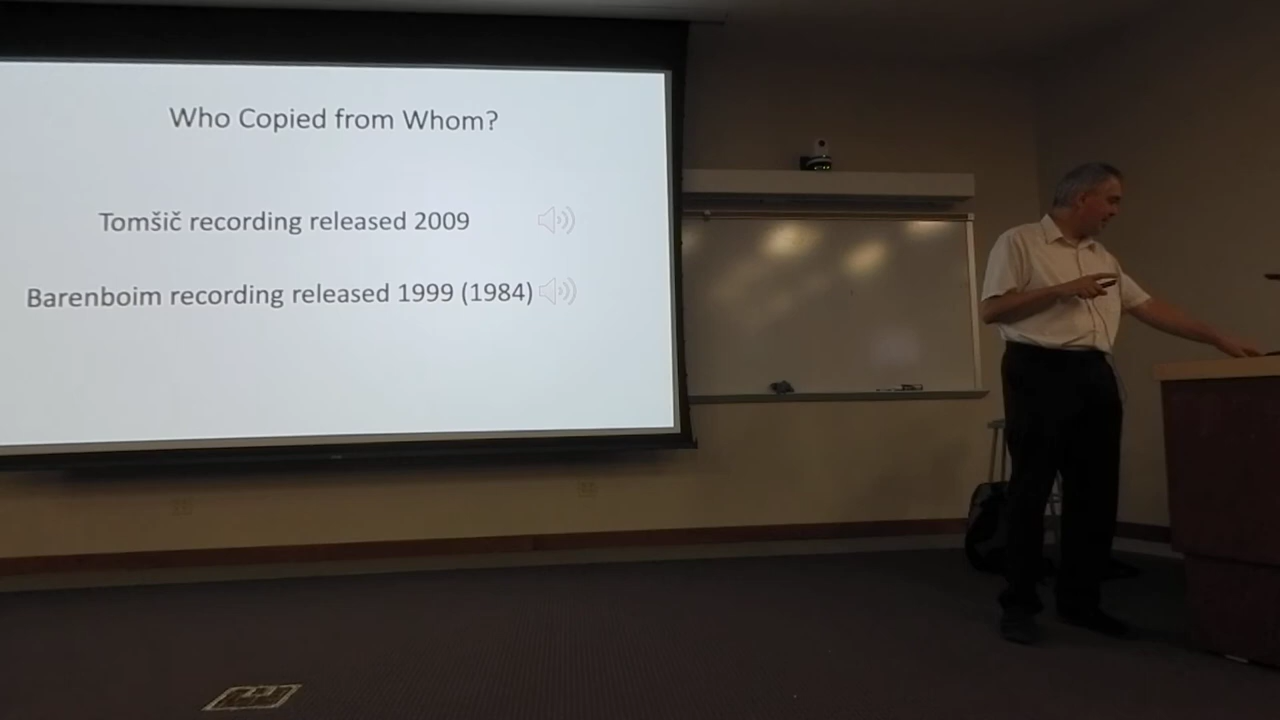 Who Copied from Whom?
Tomšič recording released 2009
Barenboim recording released 1999 (1984)